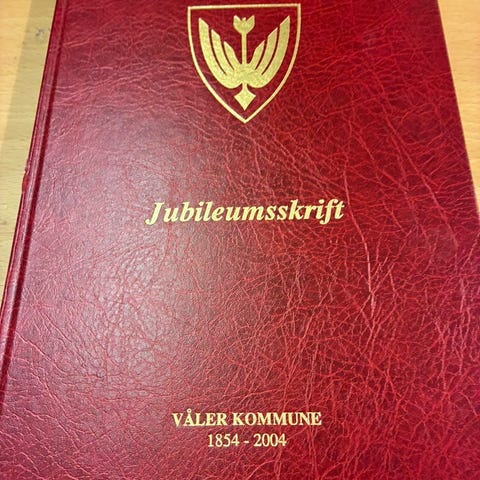 Jubileumsskrift
VÅLER KOMMUNE
1854 - 2004